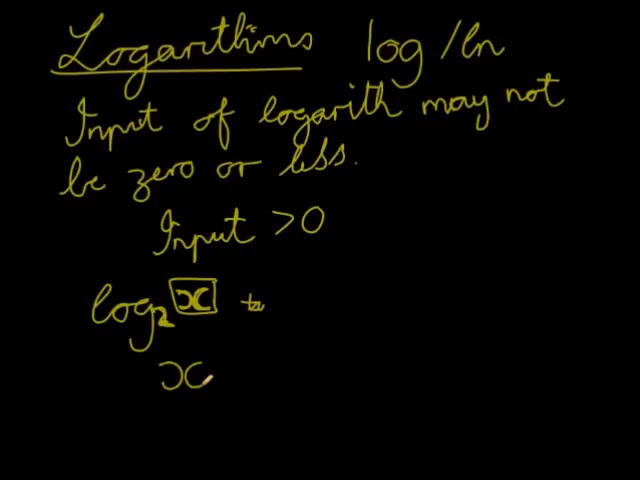 Logarithms log/ln
Input of logarith may not
be zero or less.
Input >0
log₂ x
x